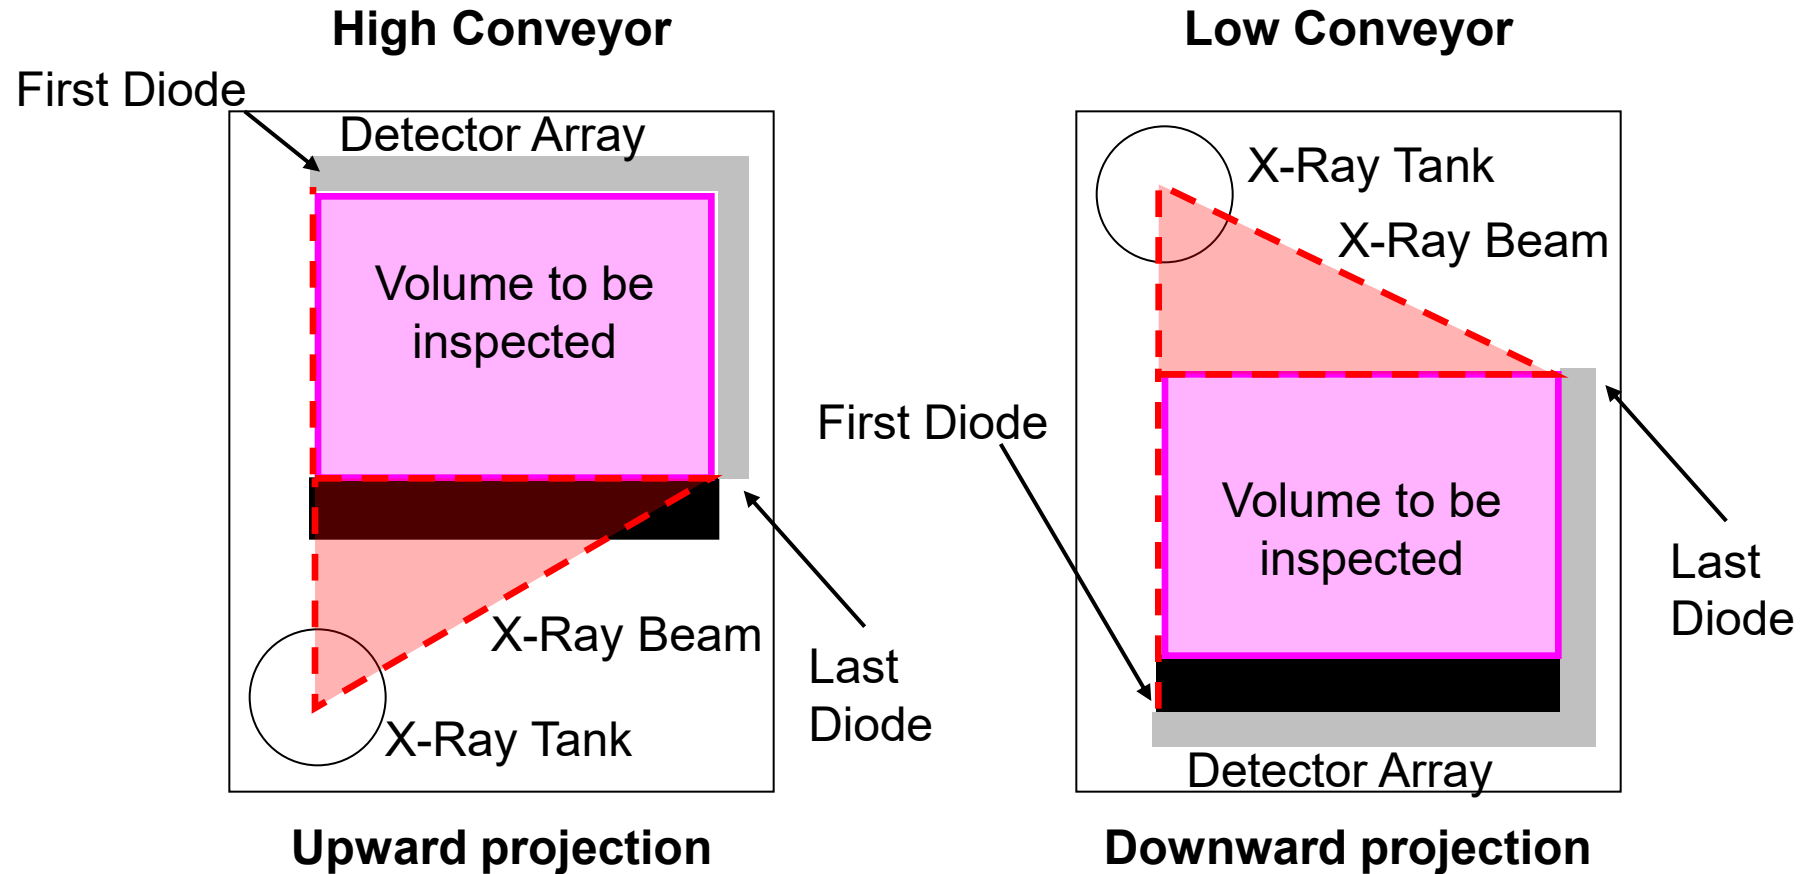 High Conveyor
First Diode
Detector Array
Volume to be
inspected
X-Ray Beam
Last
Diode
X-Ray Tank
Upward projection
Low Conveyor
X-Ray Tank
X-Ray Beam
First Diode
Volume to be
inspected
Last
Diode
Detector Array
Downward projection